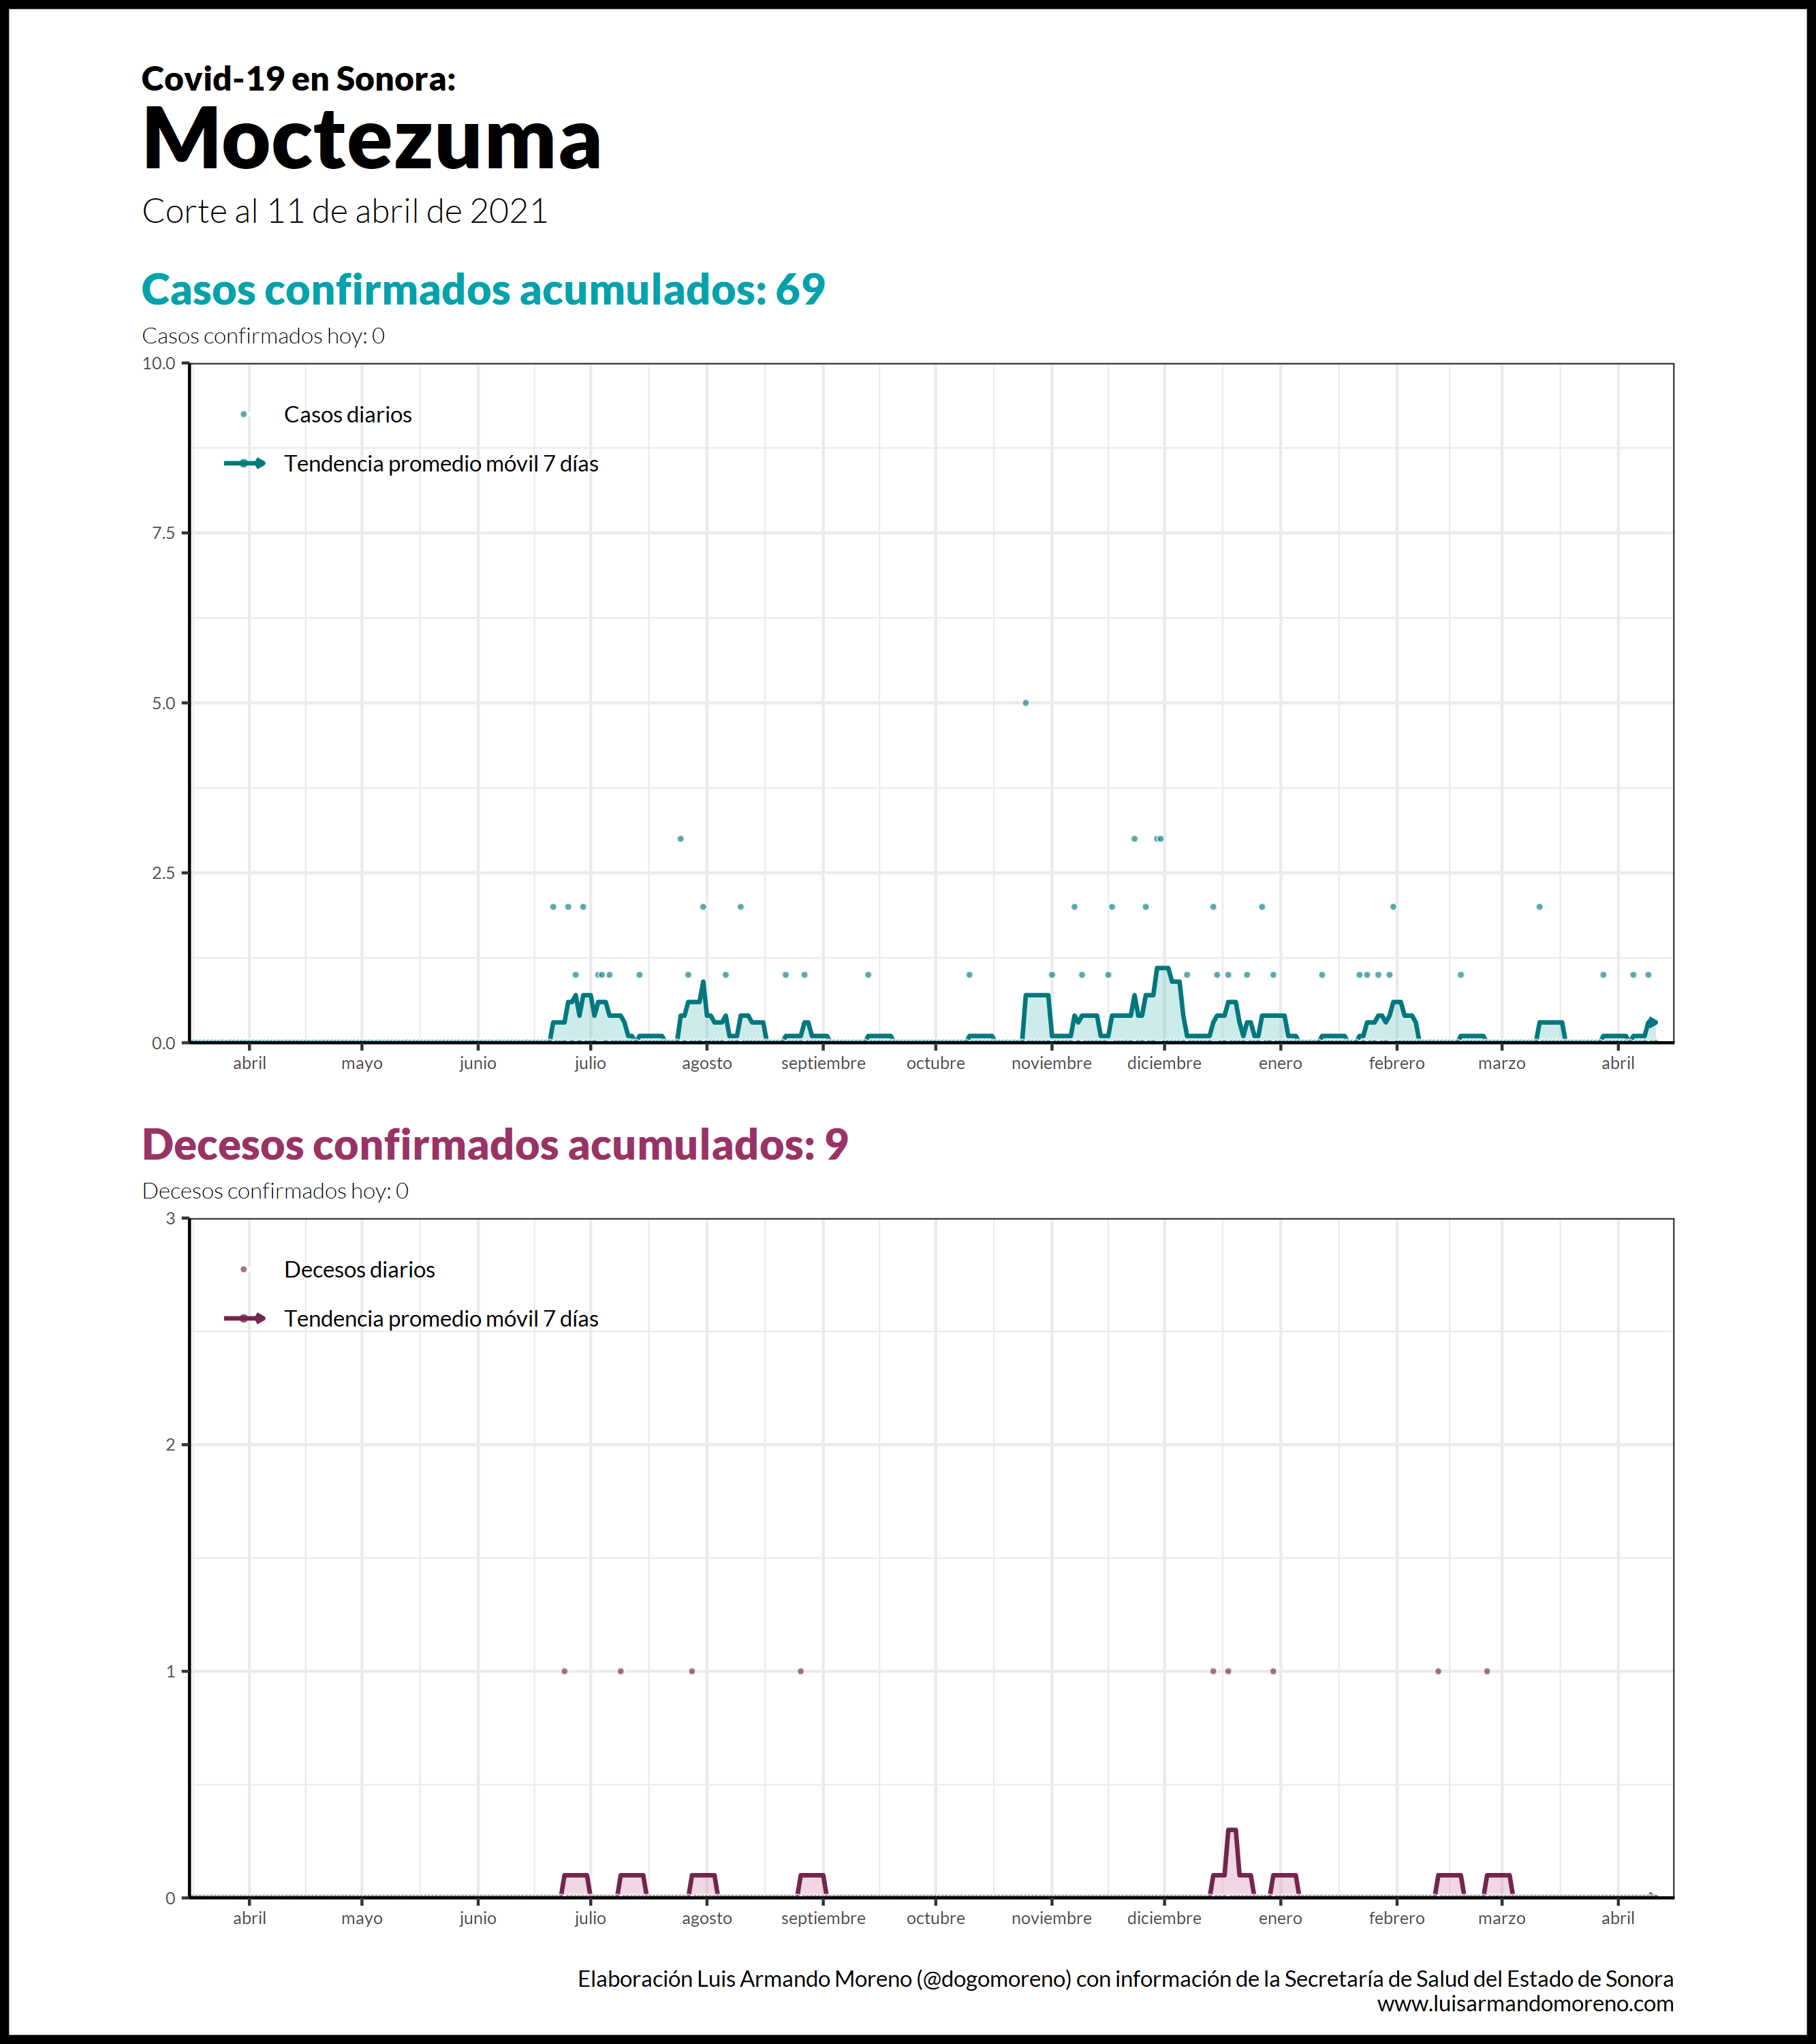 Covid-19 en Sonora:
Moctezuma
Corte al 11 de abril de 2021
Casos confirmados acumulados: 69
Casos confirmados hoy: 0
10.0
7.5
5.0
2.5
0.0
Casos diarios
Tendencia promedio móvil 7 días
abril mayo junio julio agosto septiembre octubre noviembre diciembre enero febrero marzo abril
Decesos confirmados acumulados: 9
Decesos confirmados hoy: 0
3
2
1
0
Decesos diarios
Tendencia promedio móvil 7 días
abril mayo junio julio agosto septiembre octubre noviembre diciembre enero febrero marzo abril
Elaboración Luis Armando Moreno (@dogomoreno) con información de la Secretaría de Salud del Estado de Sonora
www.luisarmandomoreno.com